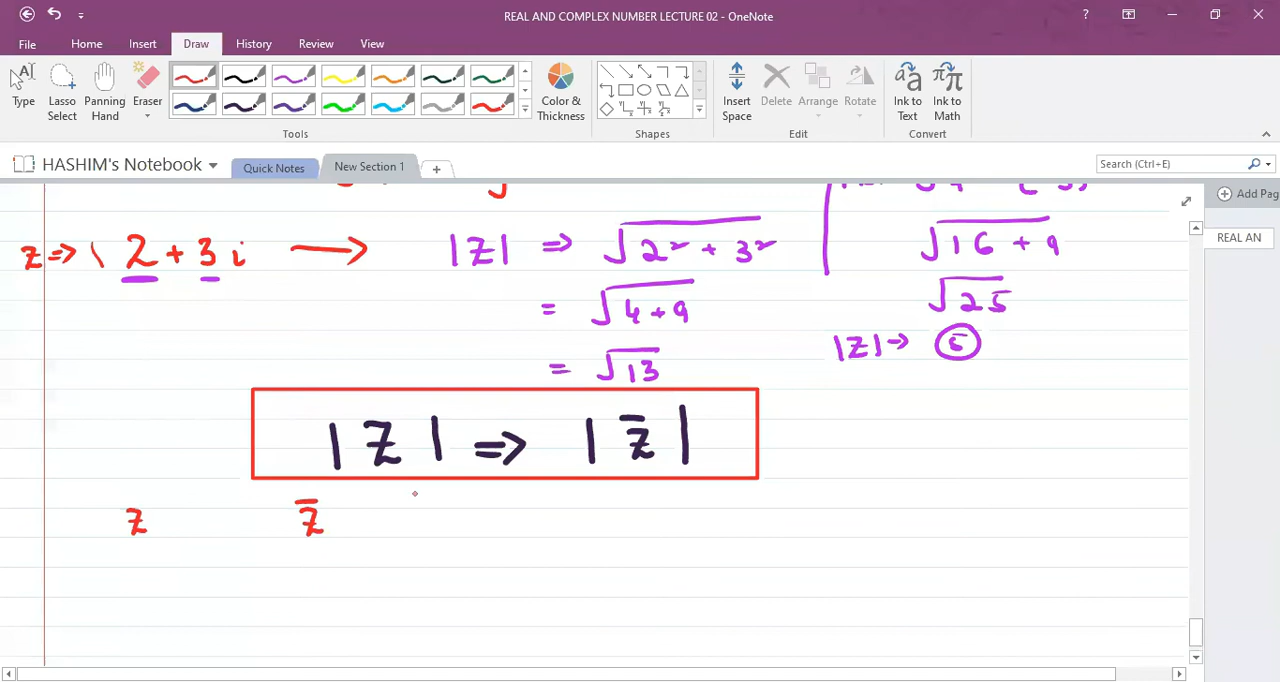 REAL AND COMPLEX NUMBER LECTURE 02 - OneNote
File Home Insert Draw History Review View
Type Lasso Select Panning Hand Eraser Color & Thickness Insert Space Delete Arrange Rotate Ink to Text Ink to Math
Tools Shapes Edit Convert
HASHIM's Notebook Quick Notes New Section 1 Search (Ctrl+E)
Add Pag
REAL AN
z ⇒ 2 + 3i → |Z| ⇒ √2² + 3²
√16 + 9
= √4 + 9
√25
= √13
|Z| → 5
|Z| ⇒ |z̄|
z z̄